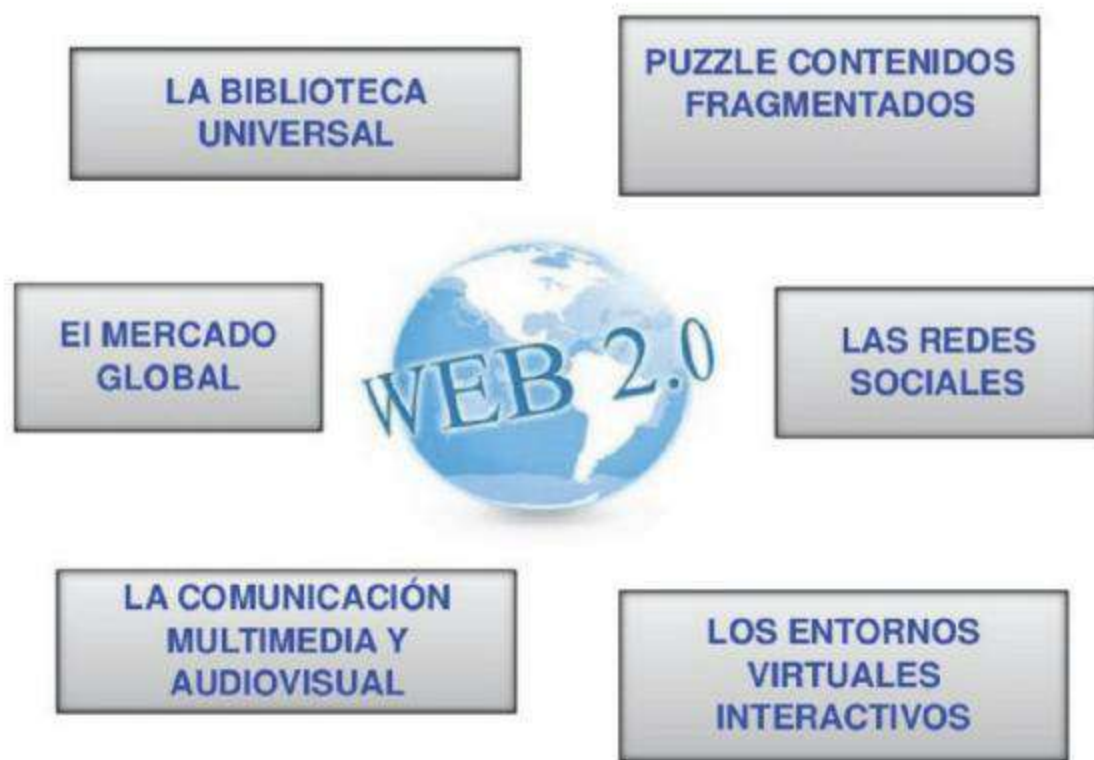 LA BIBLIOTECA
UNIVERSAL
PUZZLE CONTENIDOS
FRAGMENTADOS
El MERCADO
GLOBAL
WEB 2.0
LAS REDES
SOCIALES
LA COMUNICACIÓN
MULTIMEDIA Y
AUDIOVISUAL
LOS ENTORNOS
VIRTUALES
INTERACTIVOS